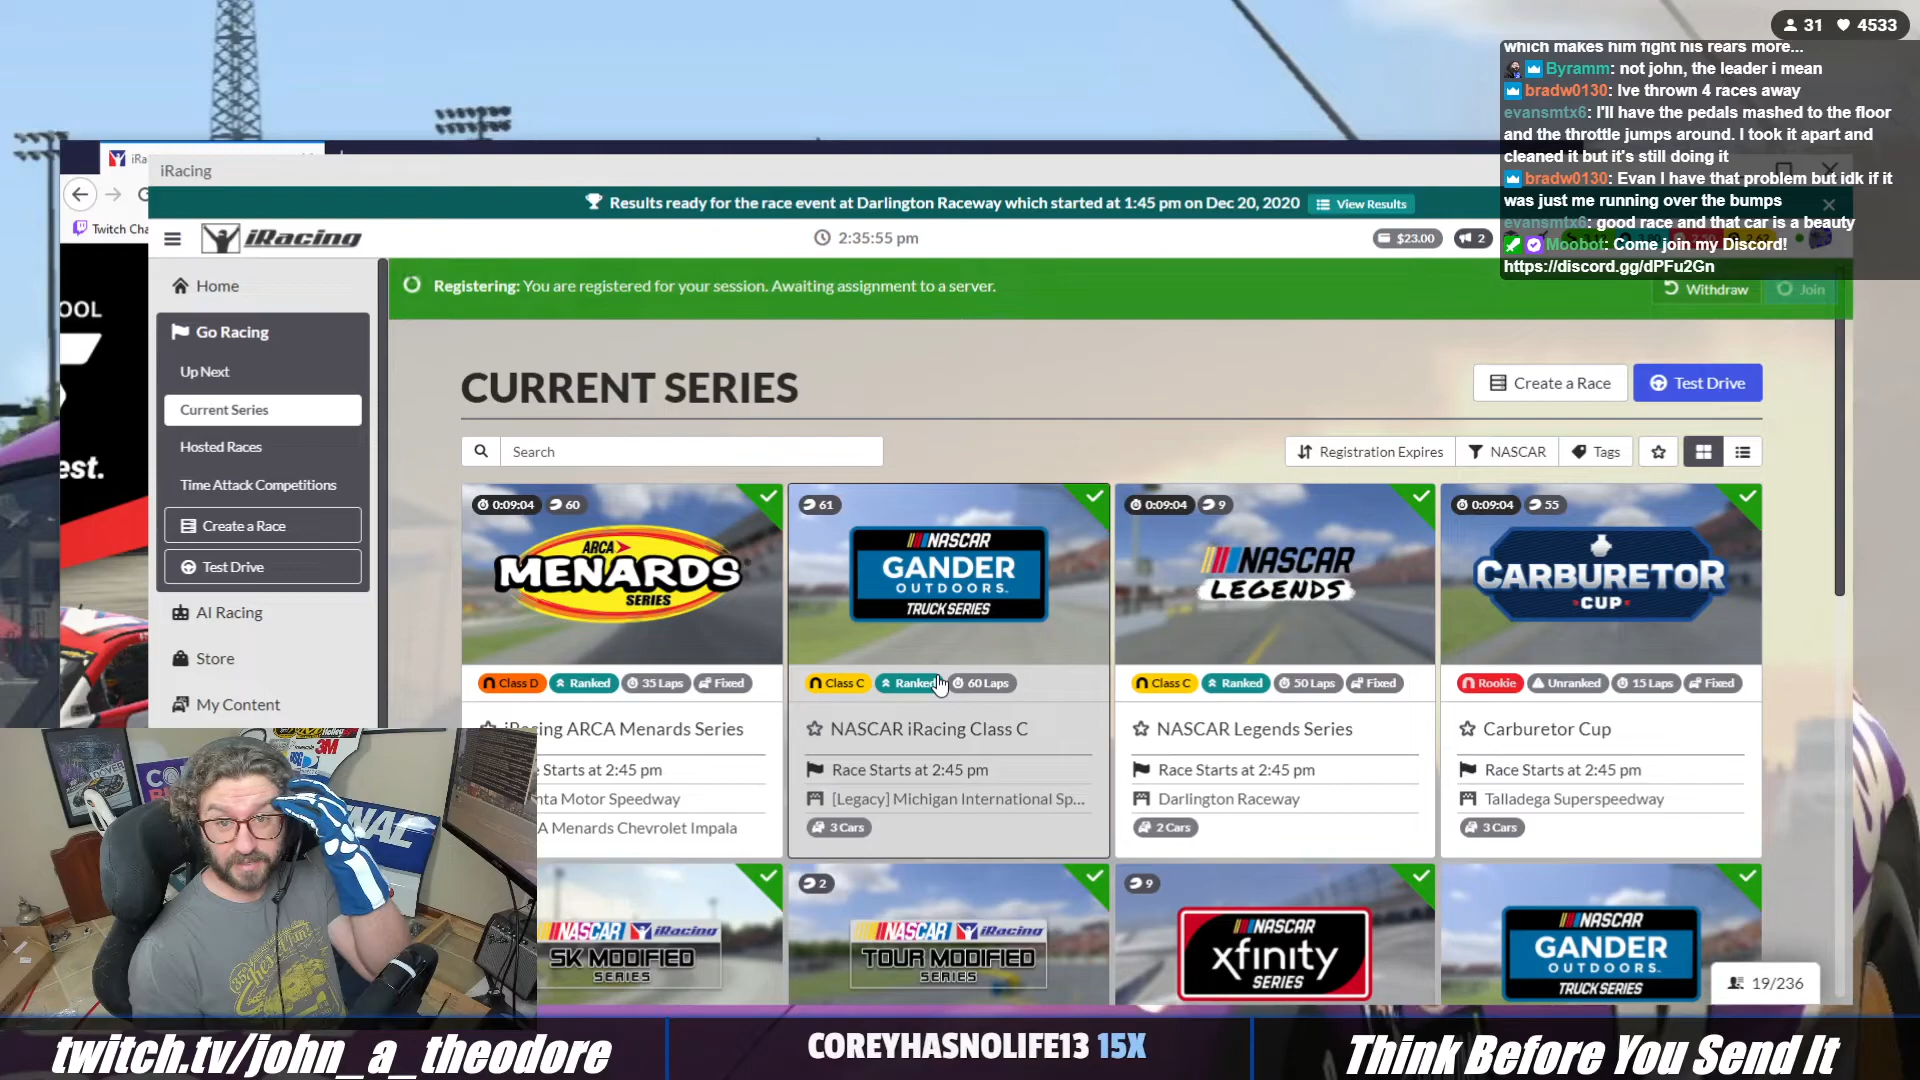 31 4533
which makes him fight his rears more...
Byramm: not john, the leader i mean
bradw0130: Ive thrown 4 races away
evansmtx6: I'll have the pedals mashed to the floor
and the throttle jumps around. I took it apart and
cleaned it but it's still doing it
bradw0130: Evan I have that problem but idk if it
was just me running over the bumps
evansmtx6: good race and that car is a beauty
Moobot: Come join my Discord!
https://discord.gg/dPFu2Gn
iRa
iRacing
Twitch Cha
Results ready for the race event at Darlington Raceway which started at 1:45 pm on Dec 20, 2020 View Results
iRacing
2:35:55 pm
$23.00 2
Registering: You are registered for your session. Awaiting assignment to a server.
Withdraw Join
Home
Go Racing
Up Next
Current Series
Hosted Races
Time Attack Competitions
Create a Race
Test Drive
AI Racing
Store
My Content
OOL
est.
CURRENT SERIES
Create a Race Test Drive
Search
Registration Expires NASCAR Tags
0:09:04 60
ARCA
MENARDS
SERIES
Class D Ranked 35 Laps Fixed
iRacing ARCA Menards Series
e Starts at 2:45 pm
nta Motor Speedway
A Menards Chevrolet Impala
61
NASCAR
GANDER
OUTDOORS
TRUCK SERIES
Class C Ranked 60 Laps
NASCAR iRacing Class C
Race Starts at 2:45 pm
[Legacy] Michigan International Sp...
3 Cars
0:09:04 9
NASCAR
LEGENDS
Class C Ranked 50 Laps Fixed
NASCAR Legends Series
Race Starts at 2:45 pm
Darlington Raceway
2 Cars
0:09:04 55
CARBURETOR
CUP
Rookie Unranked 15 Laps Fixed
Carburetor Cup
Race Starts at 2:45 pm
Talladega Superspeedway
3 Cars
NASCAR iRacing
SK MODIFIED
SERIES
2
NASCAR iRacing
TOUR MODIFIED
SERIES
9
NASCAR
xfinity
SERIES
NASCAR
GANDER
OUTDOORS
TRUCK SERIES
19/236
DOVER
3M
NAL
twitch.tv/john_a_theodore
COREYHASNOLIFE13 15X
Think Before You Send It